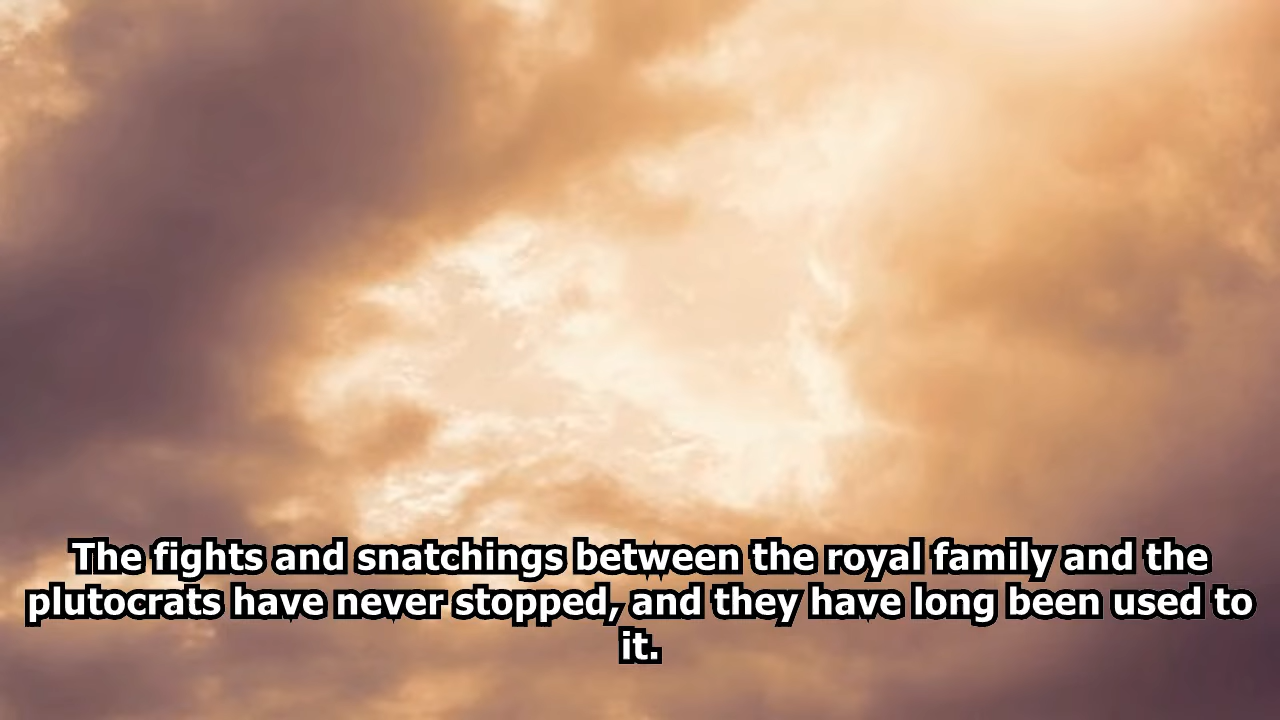 The fights and snatchings between the royal family and the
plutocrats have never stopped, and they have long been used to
it.